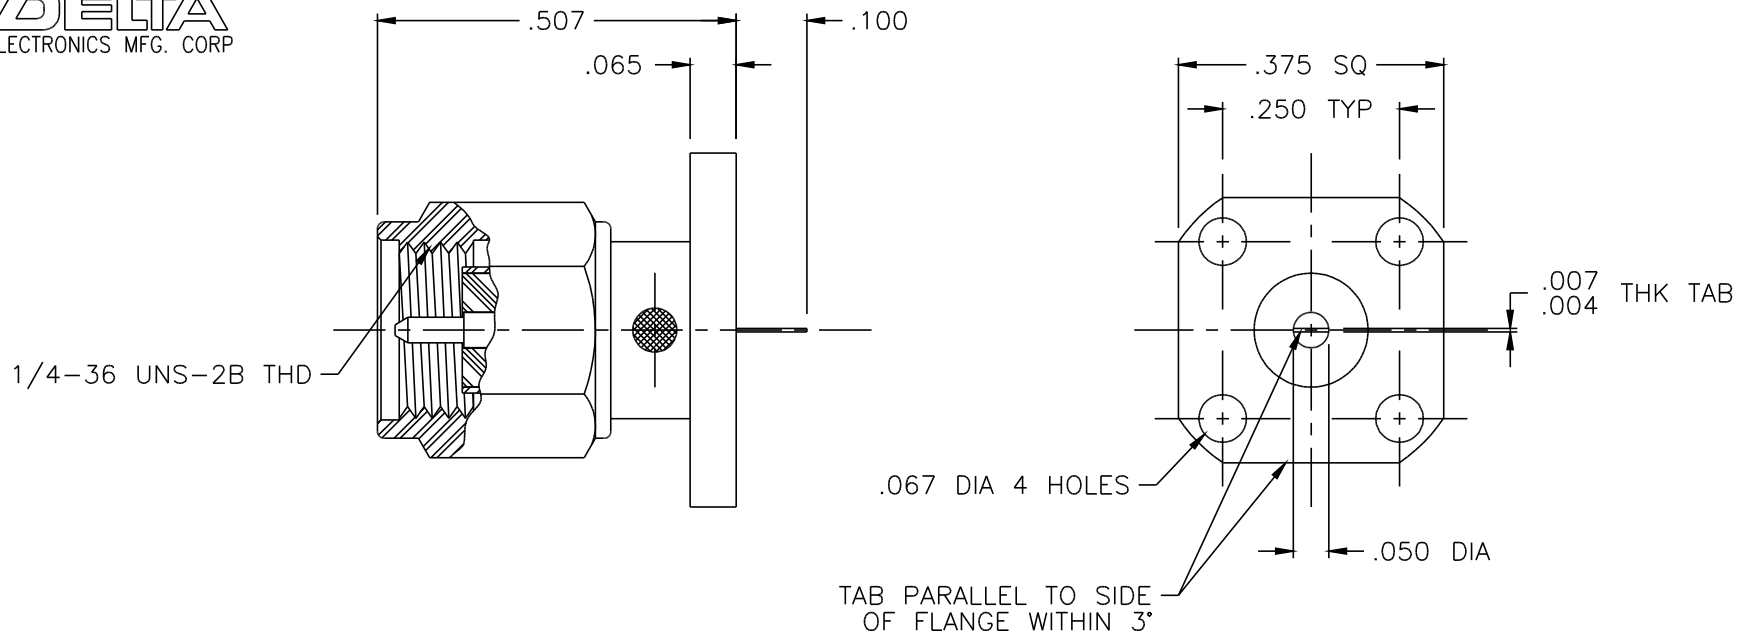 DELTA
LECTRONICS MFG. CORP
.507
.100
.065
.375 SQ
.250 TYP
.007
.004 THK TAB
1/4-36 UNS-2B THD
.067 DIA 4 HOLES
.050 DIA
TAB PARALLEL TO SIDE
OF FLANGE WITHIN 3°